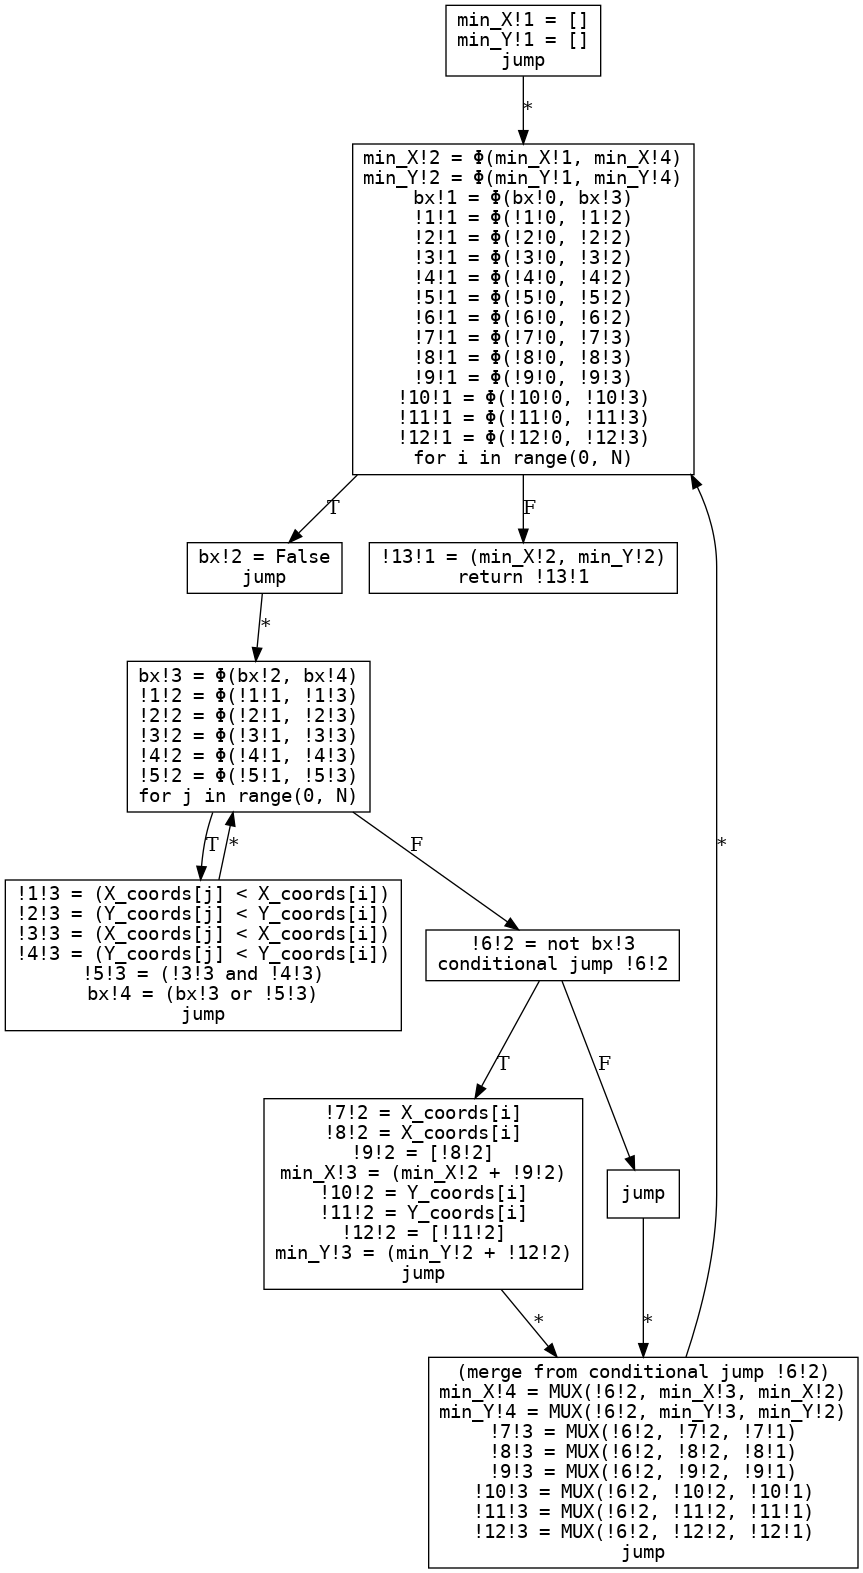 min_X!1 = []
min_Y!1 = []
jump
*
min_X!2 = Φ(min_X!1, min_X!4)
min_Y!2 = Φ(min_Y!1, min_Y!4)
bx!1 = Φ(bx!0, bx!3)
!1!1 = Φ(!1!0, !1!2)
!2!1 = Φ(!2!0, !2!2)
!3!1 = Φ(!3!0, !3!2)
!4!1 = Φ(!4!0, !4!2)
!5!1 = Φ(!5!0, !5!2)
!6!1 = Φ(!6!0, !6!2)
!7!1 = Φ(!7!0, !7!3)
!8!1 = Φ(!8!0, !8!3)
!9!1 = Φ(!9!0, !9!3)
!10!1 = Φ(!10!0, !10!3)
!11!1 = Φ(!11!0, !11!3)
!12!1 = Φ(!12!0, !12!3)
for i in range(0, N)
T
F
bx!2 = False
jump
!13!1 = (min_X!2, min_Y!2)
return !13!1
*
bx!3 = Φ(bx!2, bx!4)
!1!2 = Φ(!1!1, !1!3)
!2!2 = Φ(!2!1, !2!3)
!3!2 = Φ(!3!1, !3!3)
!4!2 = Φ(!4!1, !4!3)
!5!2 = Φ(!5!1, !5!3)
for j in range(0, N)
T
*
F
*
!1!3 = (X_coords[j] < X_coords[i])
!2!3 = (Y_coords[j] < Y_coords[i])
!3!3 = (X_coords[j] < X_coords[i])
!4!3 = (Y_coords[j] < Y_coords[i])
!5!3 = (!3!3 and !4!3)
bx!4 = (bx!3 or !5!3)
jump
!6!2 = not bx!3
conditional jump !6!2
T
F
!7!2 = X_coords[i]
!8!2 = X_coords[i]
!9!2 = [!8!2]
min_X!3 = (min_X!2 + !9!2)
!10!2 = Y_coords[i]
!11!2 = Y_coords[i]
!12!2 = [!11!2]
min_Y!3 = (min_Y!2 + !12!2)
jump
jump
*
*
(merge from conditional jump !6!2)
min_X!4 = MUX(!6!2, min_X!3, min_X!2)
min_Y!4 = MUX(!6!2, min_Y!3, min_Y!2)
!7!3 = MUX(!6!2, !7!2, !7!1)
!8!3 = MUX(!6!2, !8!2, !8!1)
!9!3 = MUX(!6!2, !9!2, !9!1)
!10!3 = MUX(!6!2, !10!2, !10!1)
!11!3 = MUX(!6!2, !11!2, !11!1)
!12!3 = MUX(!6!2, !12!2, !12!1)
jump